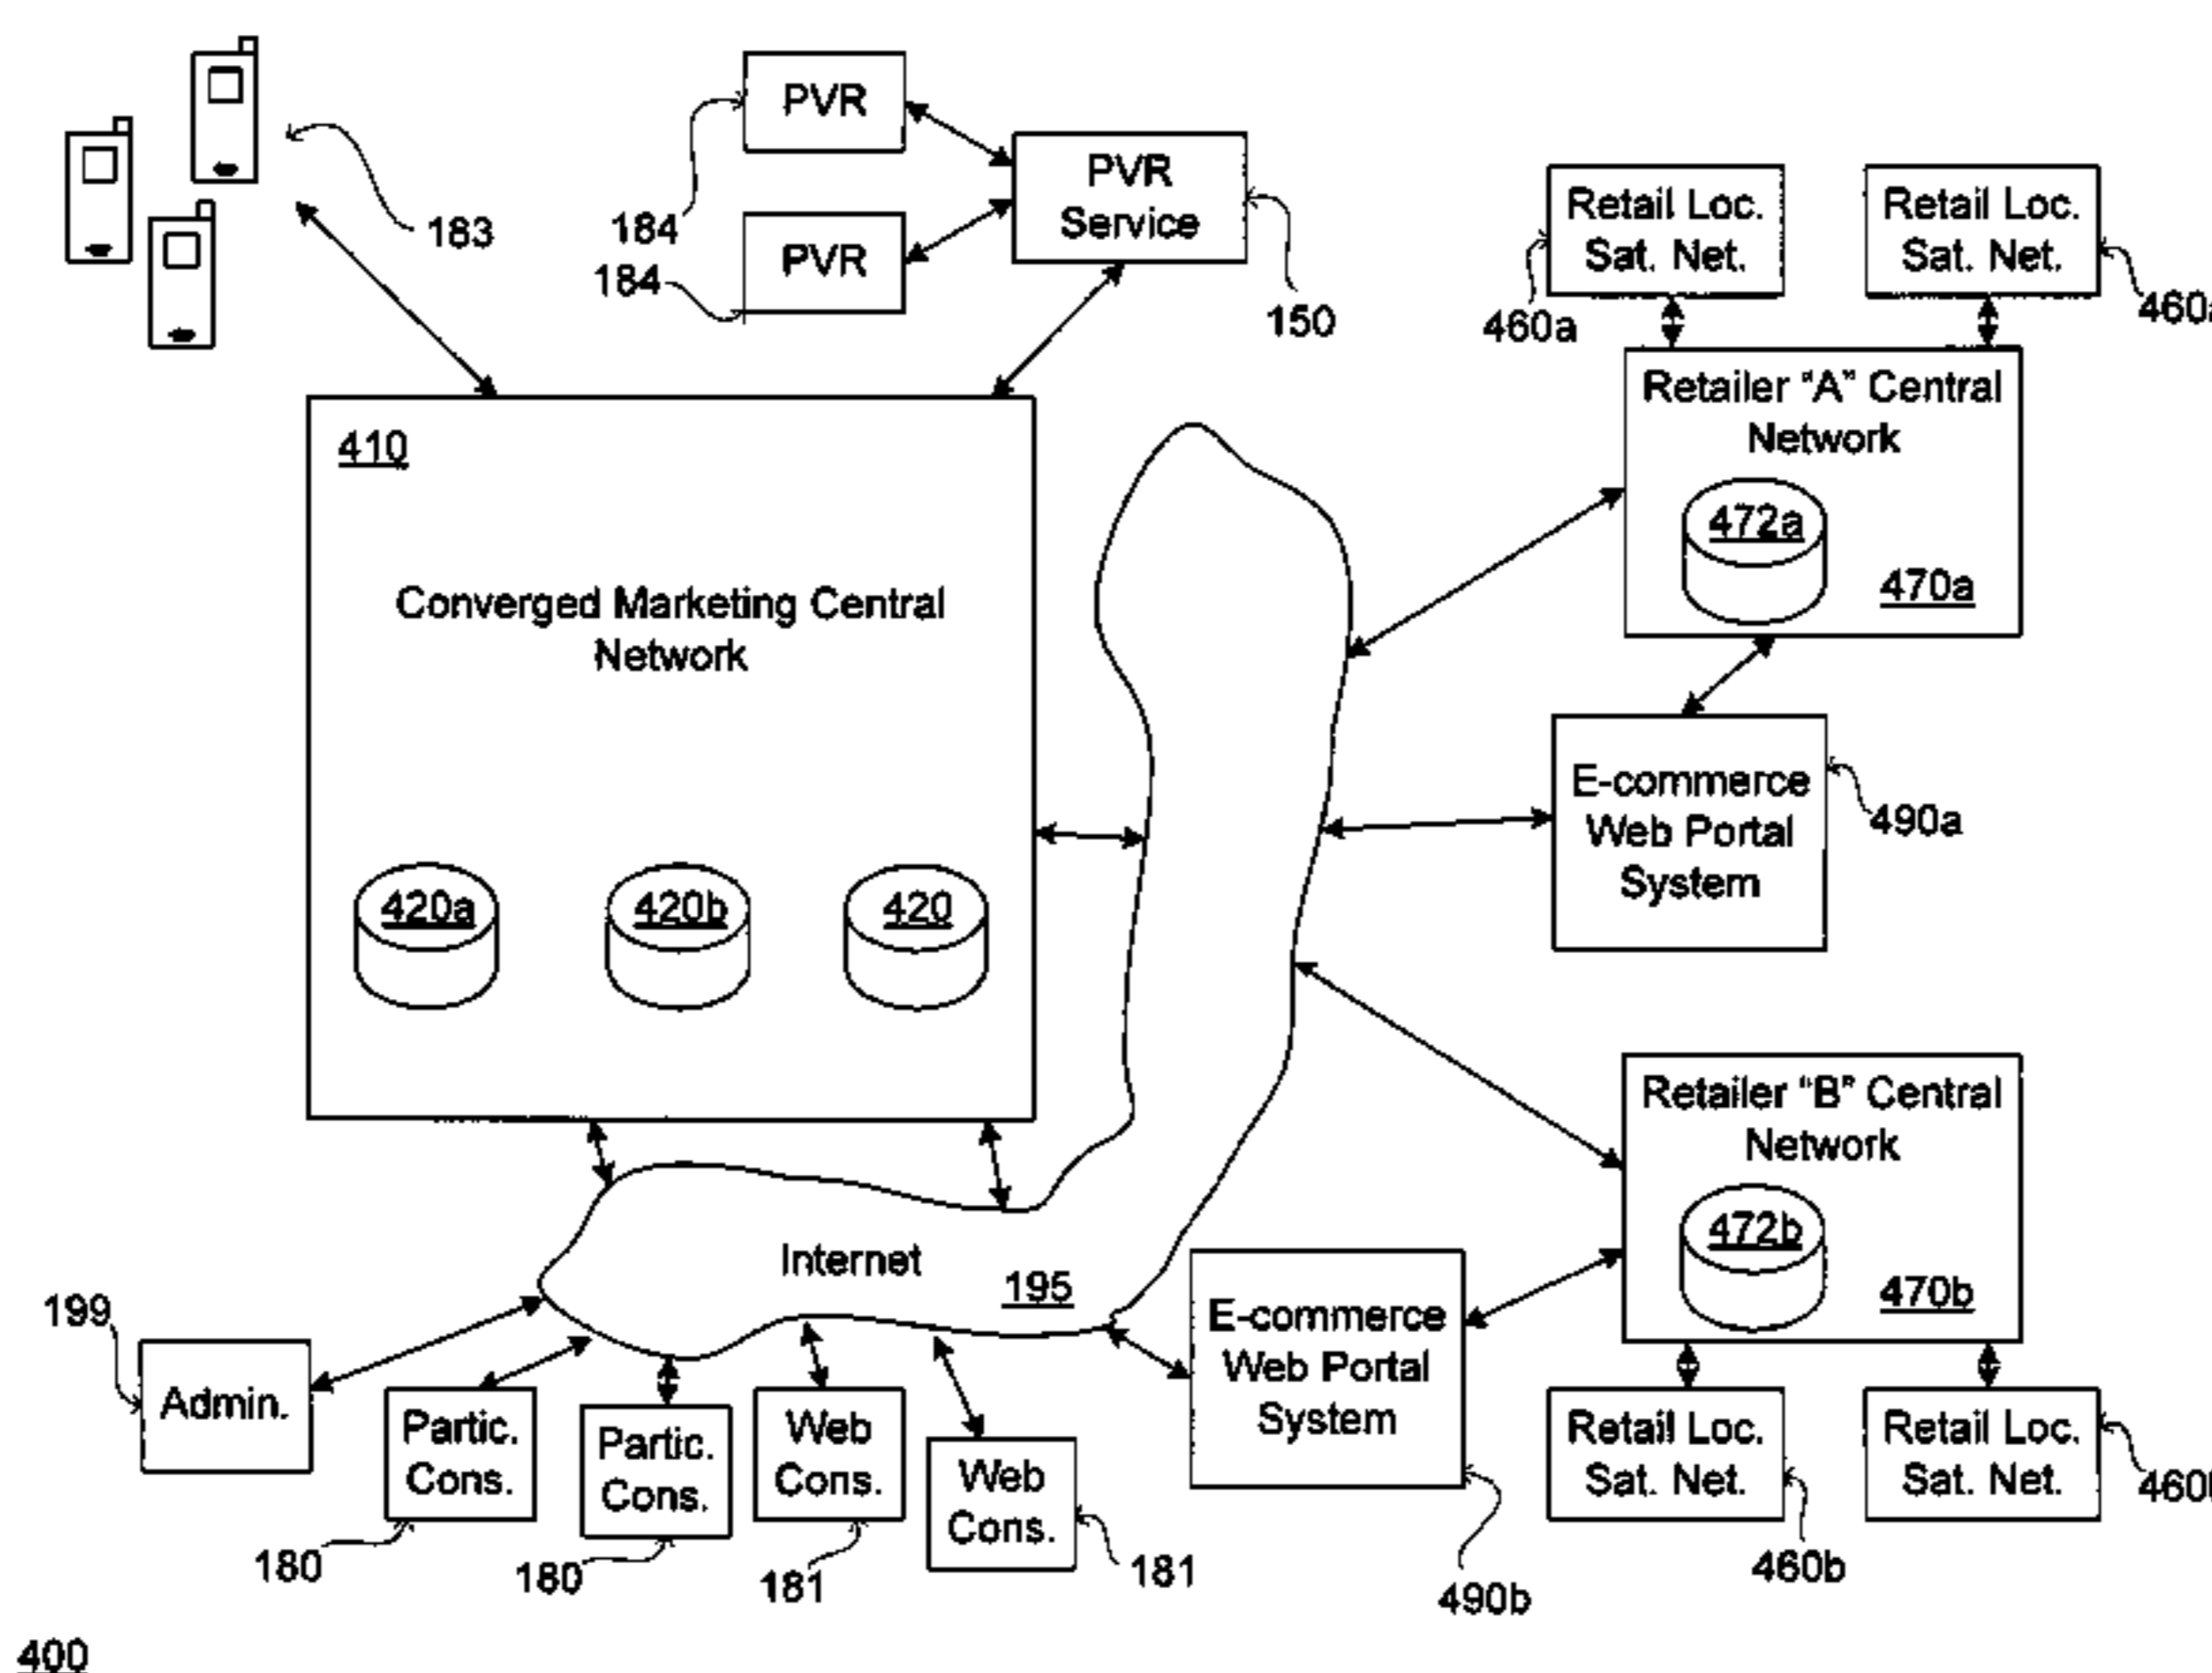 PVR
PVR
Service
183
184
PVR
184
150
Retail Loc.
Sat. Net.
Retail Loc.
Sat. Net.
460a
Retailer “A” Central
Network
472a
470a
410
Converged Marketing Central
Network
420a
420b
420
E-commerce
Web Portal
System
490a
Retailer “B” Central
Network
472b
470b
Internet
195
E-commerce
Web Portal
System
490b
199
Admin.
Partic.
Cons.
180
Partic.
Cons.
180
Web
Cons.
181
Web
Cons.
181
Retail Loc.
Sat. Net.
460b
Retail Loc.
Sat. Net.
400